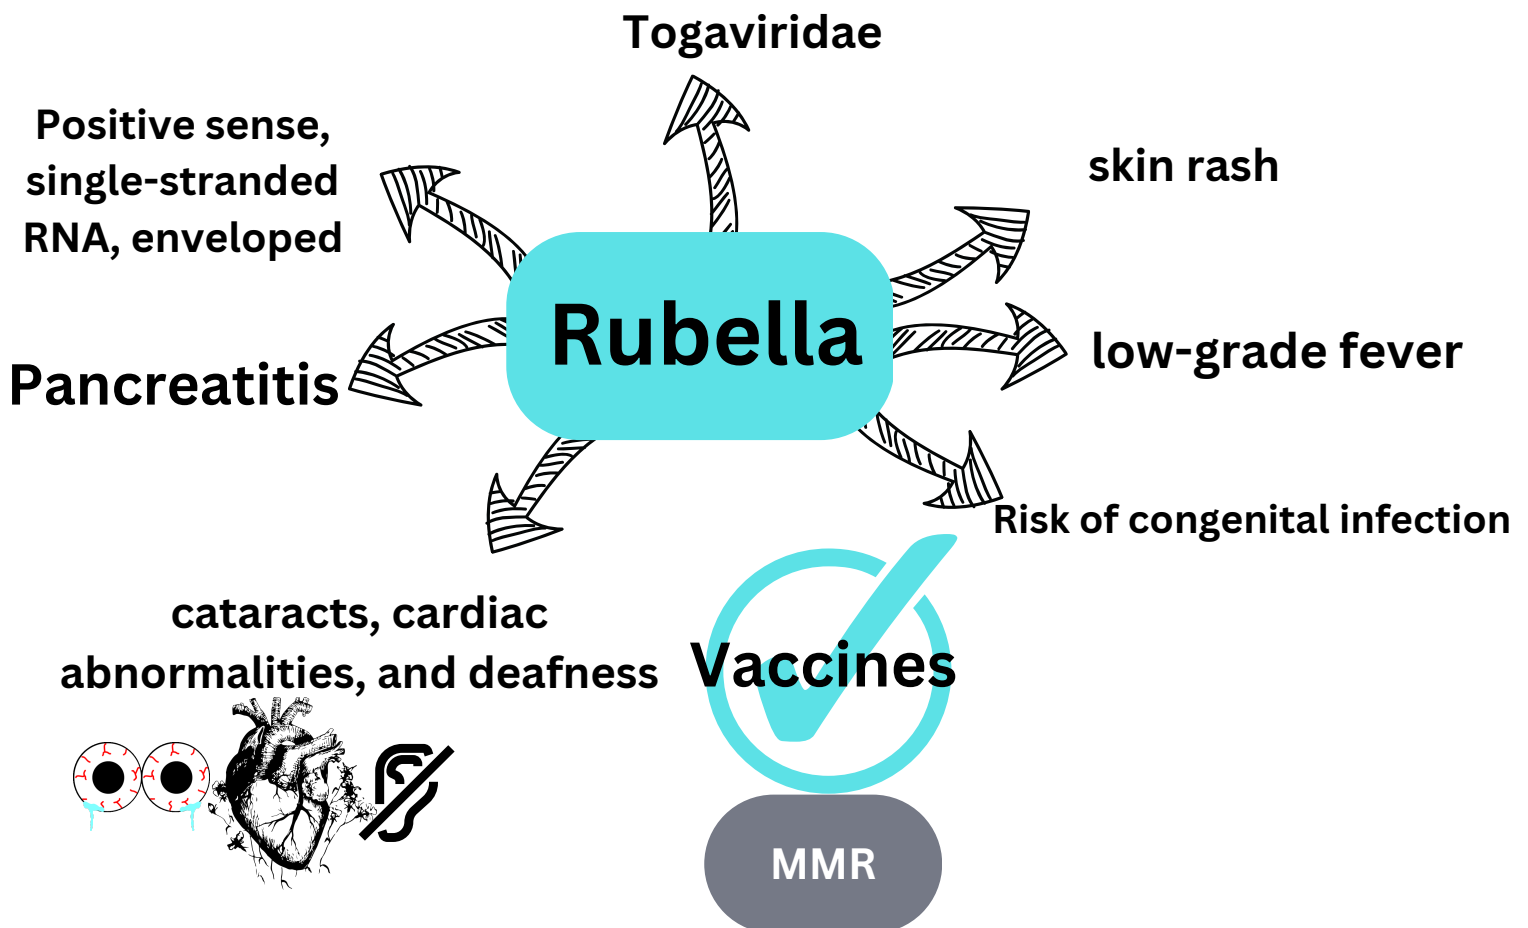 Togaviridae
Positive sense,
single-stranded
RNA, enveloped
skin rash
Rubella
low-grade fever
Pancreatitis
Risk of congenital infection
cataracts, cardiac
abnormalities, and deafness
Vaccines
MMR